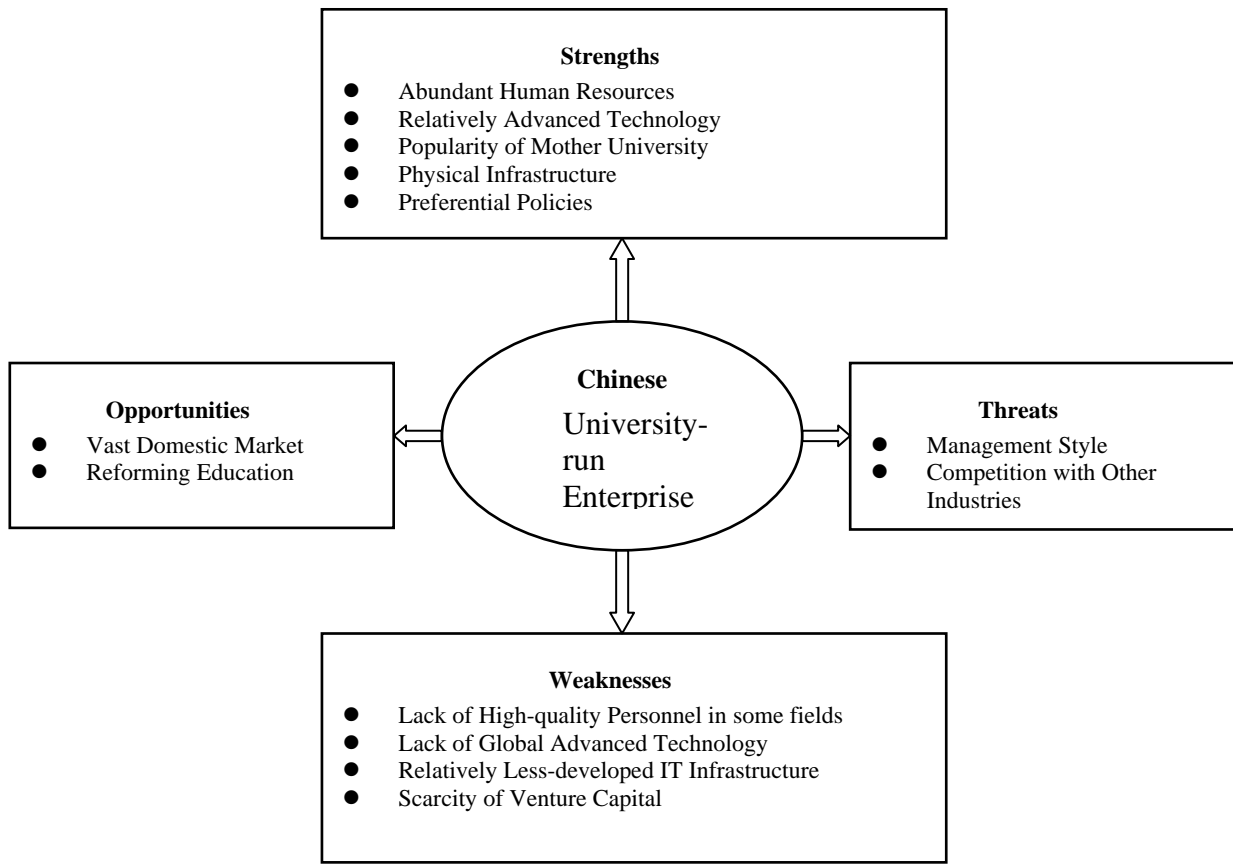 Strengths
● Abundant Human Resources
● Relatively Advanced Technology
● Popularity of Mother University
● Physical Infrastructure
● Preferential Policies
Opportunities
● Vast Domestic Market
● Reforming Education
Chinese
University-
run
Enterprise
Threats
● Management Style
● Competition with Other
Industries
Weaknesses
● Lack of High-quality Personnel in some fields
● Lack of Global Advanced Technology
● Relatively Less-developed IT Infrastructure
● Scarcity of Venture Capital